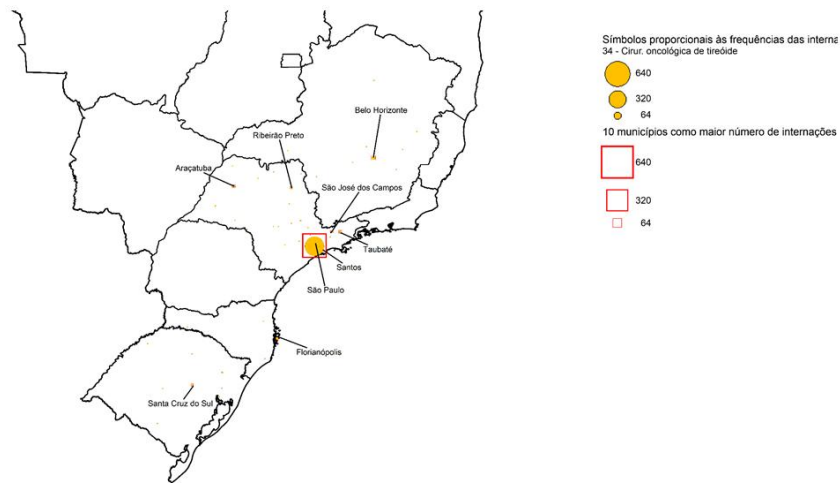 Símbolos proporcionais às frequências das interna
34 - Cirur. oncológica de tireóide
640
320
64
10 municípios como maior número de internações
640
320
64
Belo Horizonte
Ribeirão Preto
Araçatuba
São José dos Campos
Taubaté
Santos
São Paulo
Florianópolis
Santa Cruz do Sul